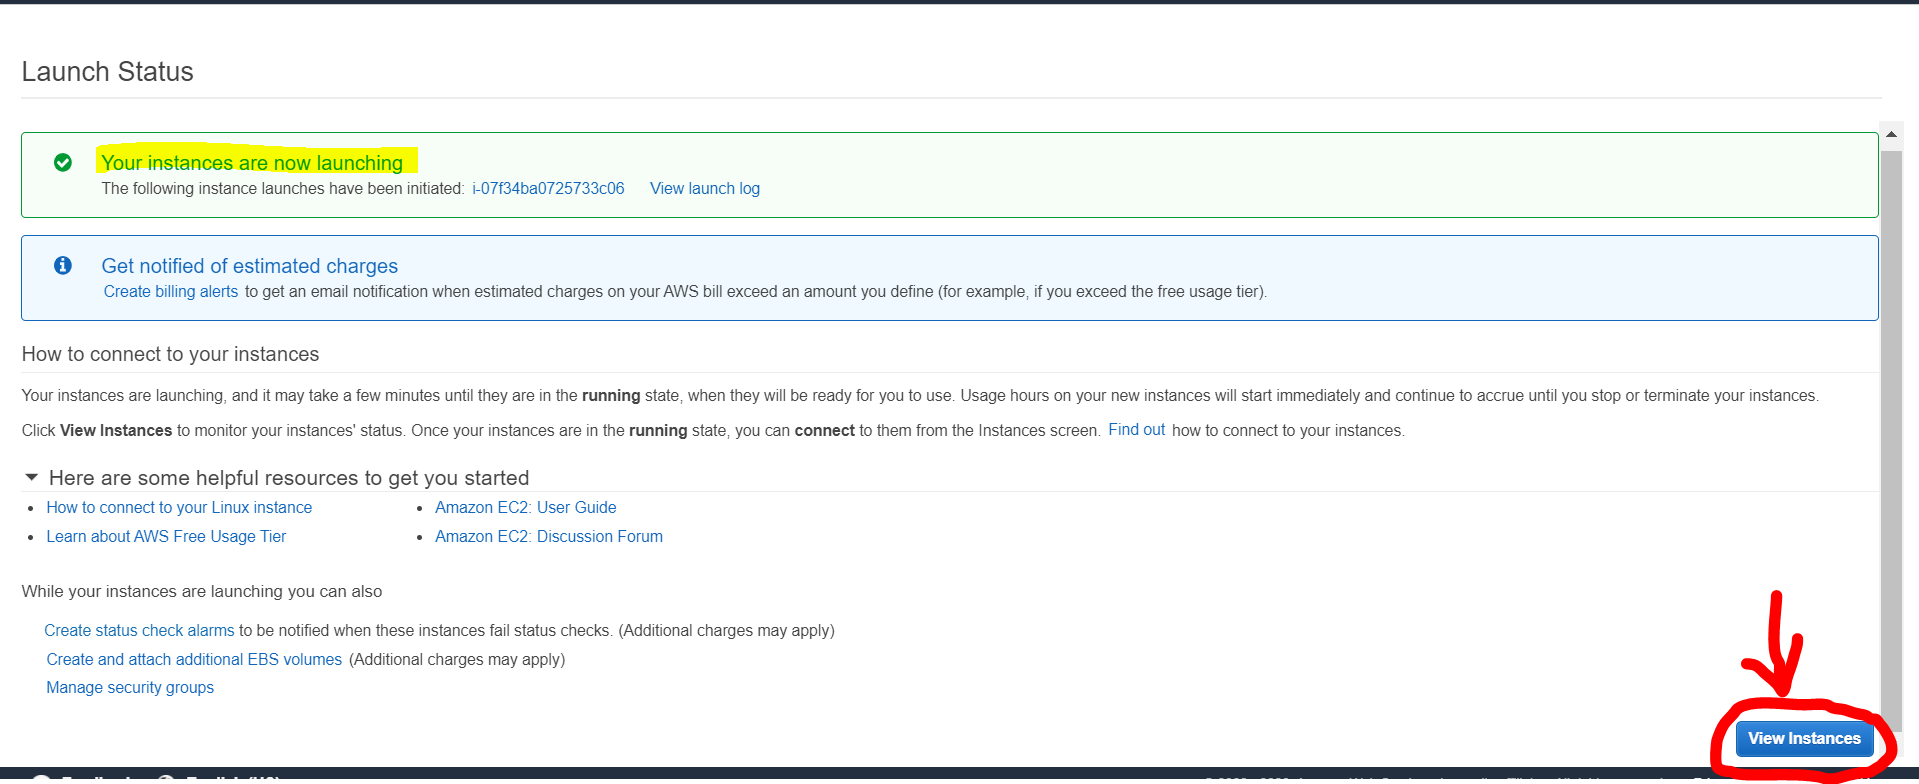 Launch Status
Your instances are now launching
The following instance launches have been initiated: i-07f34ba0725733c06 View launch log
Get notified of estimated charges
Create billing alerts to get an email notification when estimated charges on your AWS bill exceed an amount you define (for example, if you exceed the free usage tier).
How to connect to your instances
Your instances are launching, and it may take a few minutes until they are in the running state, when they will be ready for you to use. Usage hours on your new instances will start immediately and continue to accrue until you stop or terminate your instances.
Click View Instances to monitor your instances' status. Once your instances are in the running state, you can connect to them from the Instances screen. Find out how to connect to your instances.
Here are some helpful resources to get you started
• How to connect to your Linux instance
• Amazon EC2: User Guide
• Learn about AWS Free Usage Tier
• Amazon EC2: Discussion Forum
While your instances are launching you can also
Create status check alarms to be notified when these instances fail status checks. (Additional charges may apply)
Create and attach additional EBS volumes (Additional charges may apply)
Manage security groups
View Instances